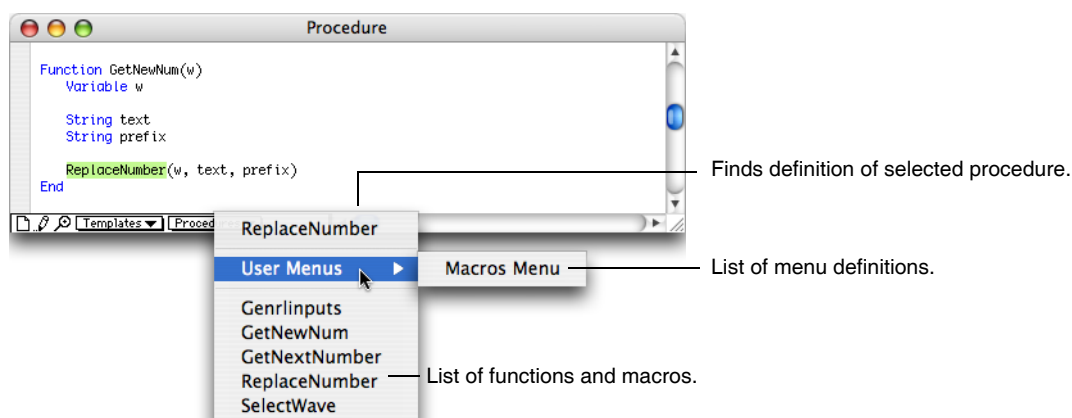 Procedure
Function GetNewNum(w)
Variable w
String text
String prefix
ReplaceNumber(w, text, prefix)
End
Finds definition of selected procedure.
Templates
Proced
ReplaceNumber
User Menus
Macros Menu
List of menu definitions.
Genrlinputs
GetNewNum
GetNextNumber
ReplaceNumber
List of functions and macros.
SelectWave